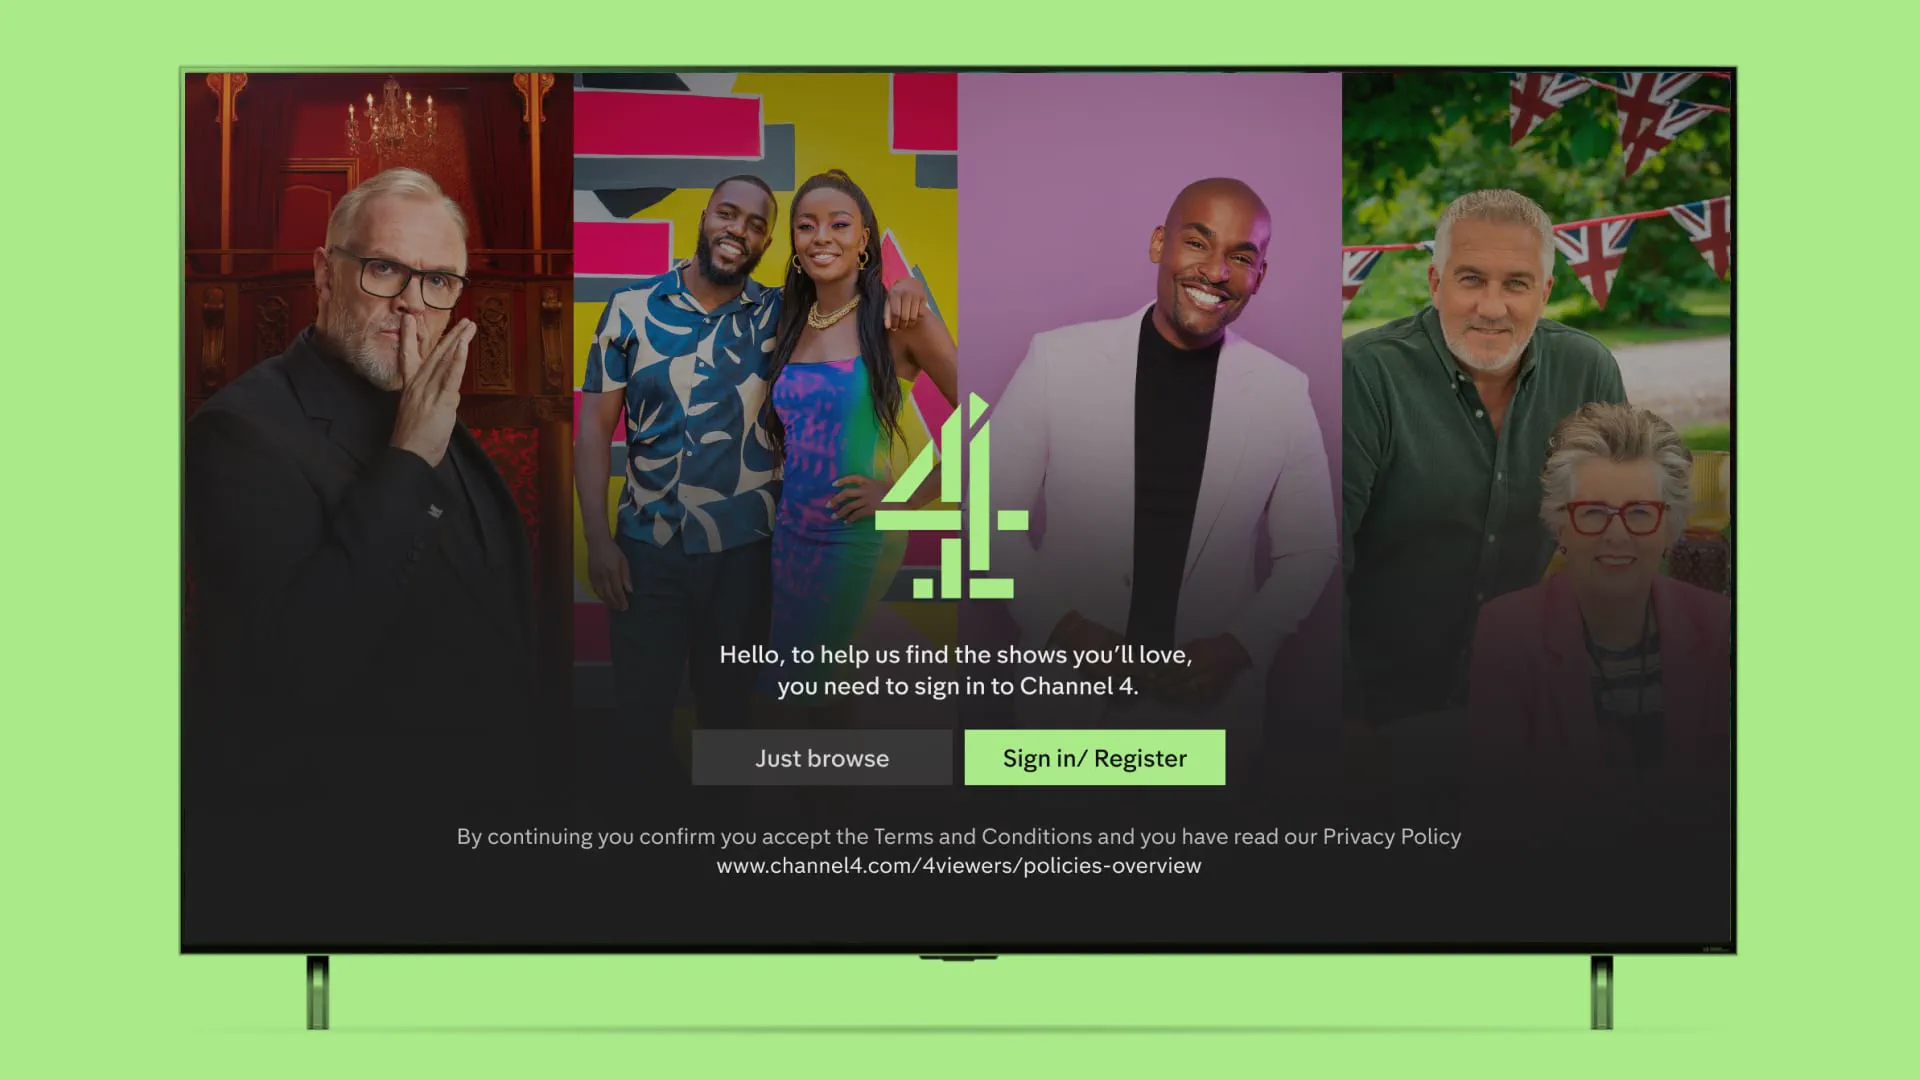 4
Hello, to help us find the shows you’ll love,
you need to sign in to Channel 4.
Just browse
Sign in/ Register
By continuing you confirm you accept the Terms and Conditions and you have read our Privacy Policy
www.channel4.com/4viewers/policies-overview